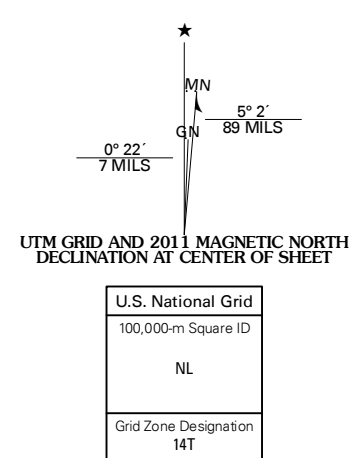 ★
MN
GN
5° 2´
89 MILS
0° 22´
7 MILS
UTM GRID AND 2011 MAGNETIC NORTH
DECLINATION AT CENTER OF SHEET
U.S. National Grid
100,000-m Square ID
NL
Grid Zone Designation
14T